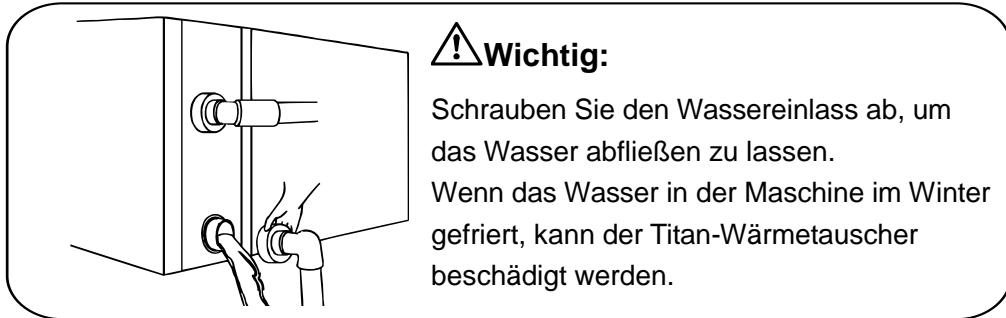 Wichtig:
Schrauben Sie den Wassereinlass ab, um
das Wasser abfließen zu lassen.
Wenn das Wasser in der Maschine im Winter
gefriert, kann der Titan-Wärmetauscher
beschädigt werden.